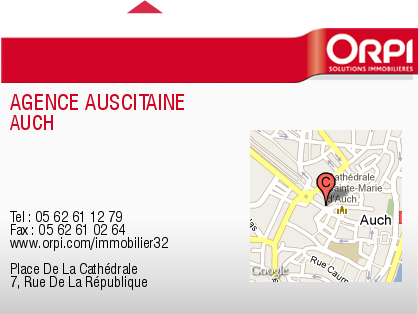 ORPI
SOLUTIONS IMMOBILIÈRES
AGENCE AUSCITAINE
AUCH
Tel : 05 62 61 12 79
Fax : 05 62 61 02 64
www.orpi.com/immobilier32
Place De La Cathédrale
7, Rue De La République
C
Cathédrale
Sainte-Marie
d'Auch
Auch
Rue Caum
Google